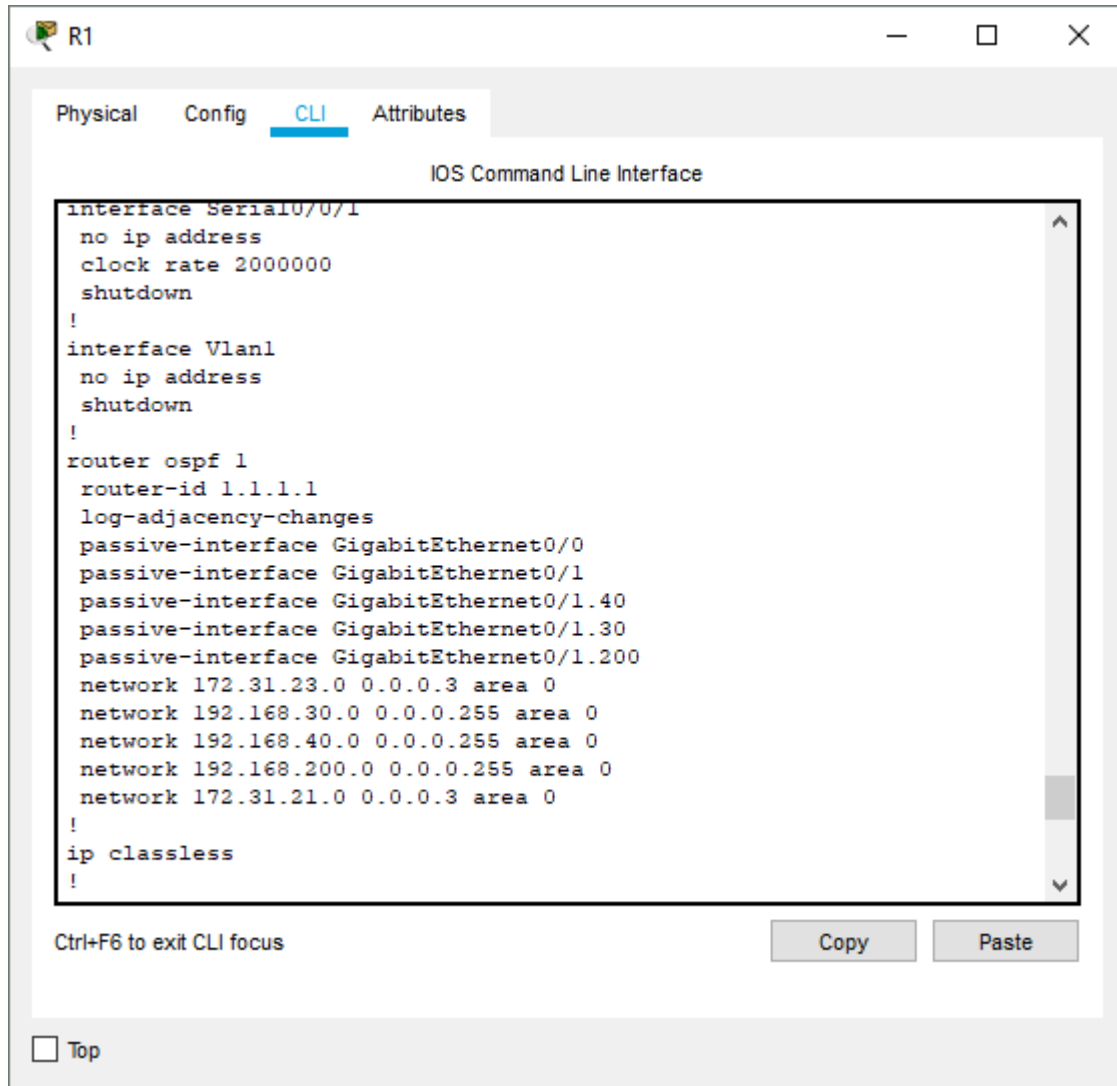 R1
Physical Config CLI Attributes
IOS Command Line Interface
interface Serial0/0/1
no ip address
clock rate 2000000
shutdown
!
interface Vlan1
no ip address
shutdown
!
router ospf 1
router-id 1.1.1.1
log-adjacency-changes
passive-interface GigabitEthernet0/0
passive-interface GigabitEthernet0/1
passive-interface GigabitEthernet0/1.40
passive-interface GigabitEthernet0/1.30
passive-interface GigabitEthernet0/1.200
network 172.31.23.0 0.0.0.3 area 0
network 192.168.30.0 0.0.0.255 area 0
network 192.168.40.0 0.0.0.255 area 0
network 192.168.200.0 0.0.0.255 area 0
network 172.31.21.0 0.0.0.3 area 0
!
ip classless
!
Ctrl+F6 to exit CLI focus
Copy Paste
Top